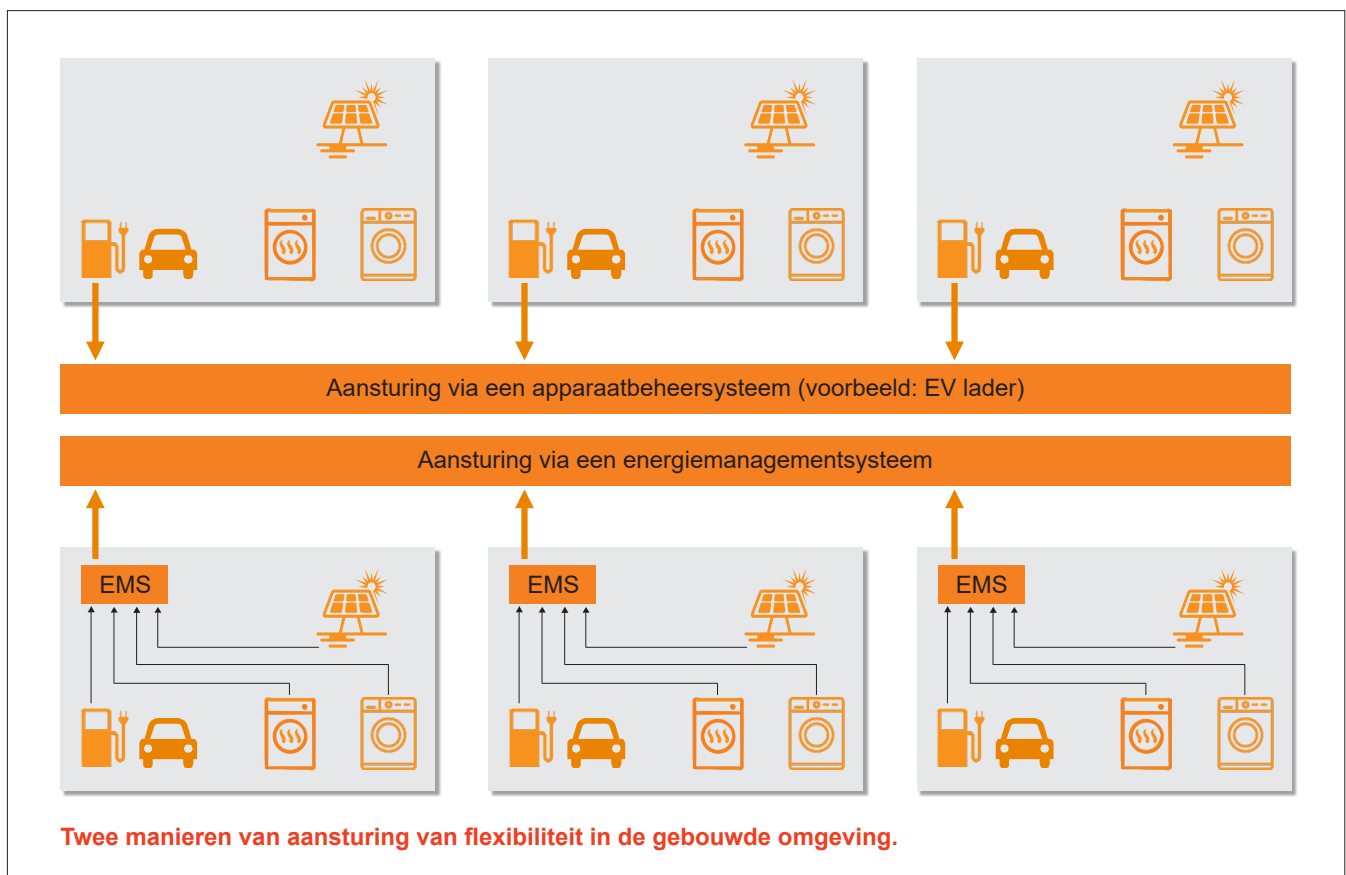 Aansturing via een apparaatbeheersysteem (voorbeeld: EV lader)
Aansturing via een energiemanagementsysteem
EMS
EMS
EMS
Twee manieren van aansturing van flexibiliteit in de gebouwde omgeving.